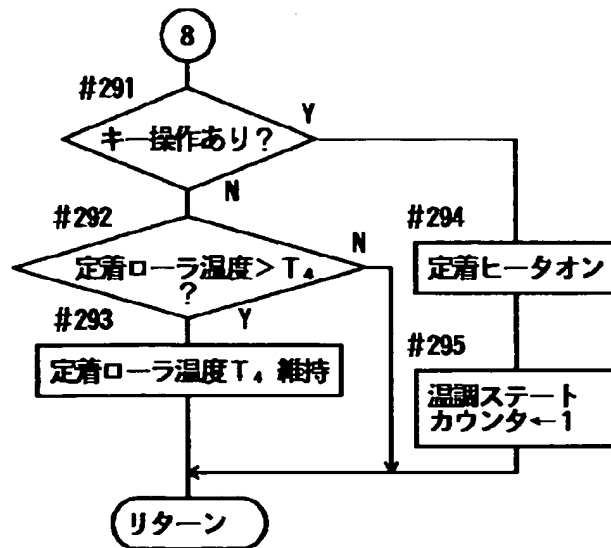 8
#291
キー操作あり?
Y
N
#292
定着ローラ温度>T₄
?
N
Y
#293
定着ローラ温度T₄ 維持
#294
定着ヒータオン
#295
温調ステート
カウンタ←1
リターン